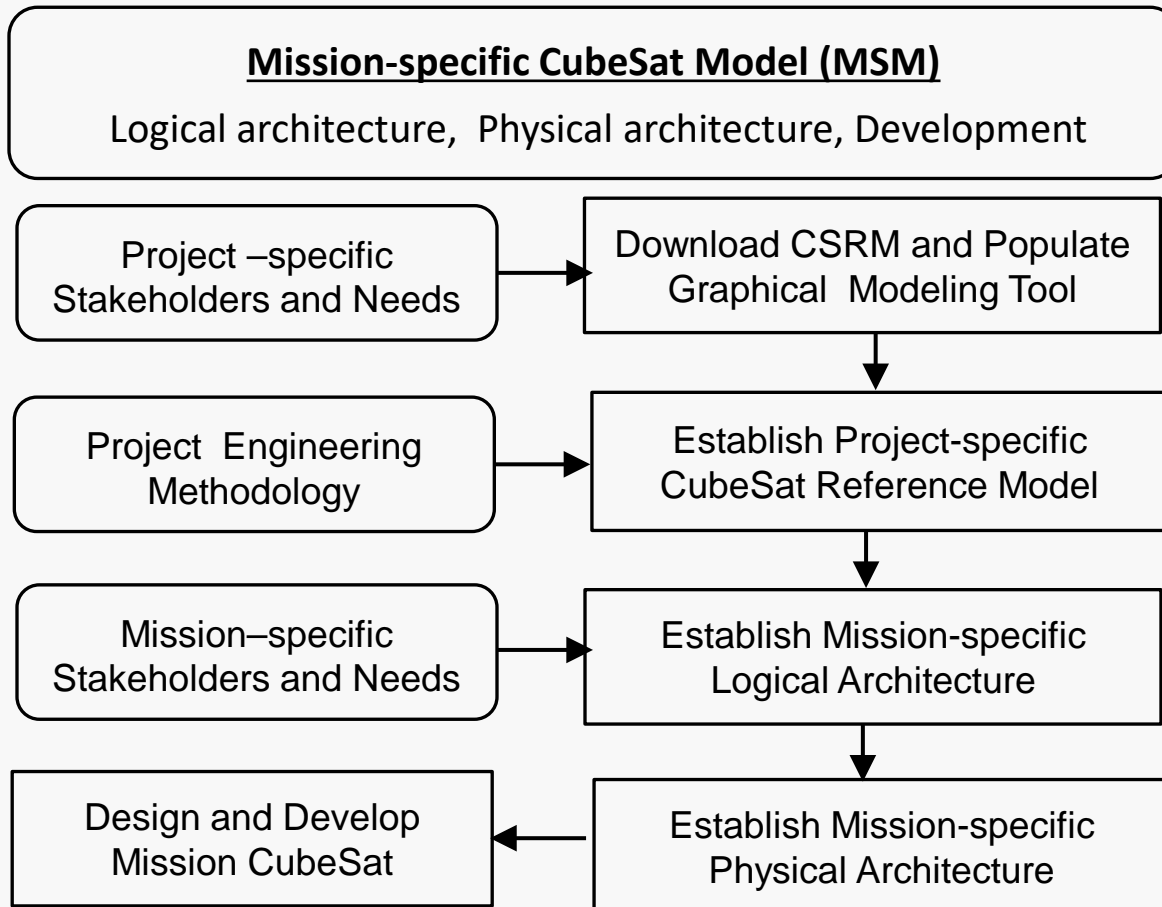 Mission-specific CubeSat Model (MSM)
Logical architecture, Physical architecture, Development
Project –specific
Stakeholders and Needs
Download CSRM and Populate
Graphical Modeling Tool
Project Engineering
Methodology
Establish Project-specific
CubeSat Reference Model
Mission–specific
Stakeholders and Needs
Establish Mission-specific
Logical Architecture
Design and Develop
Mission CubeSat
Establish Mission-specific
Physical Architecture